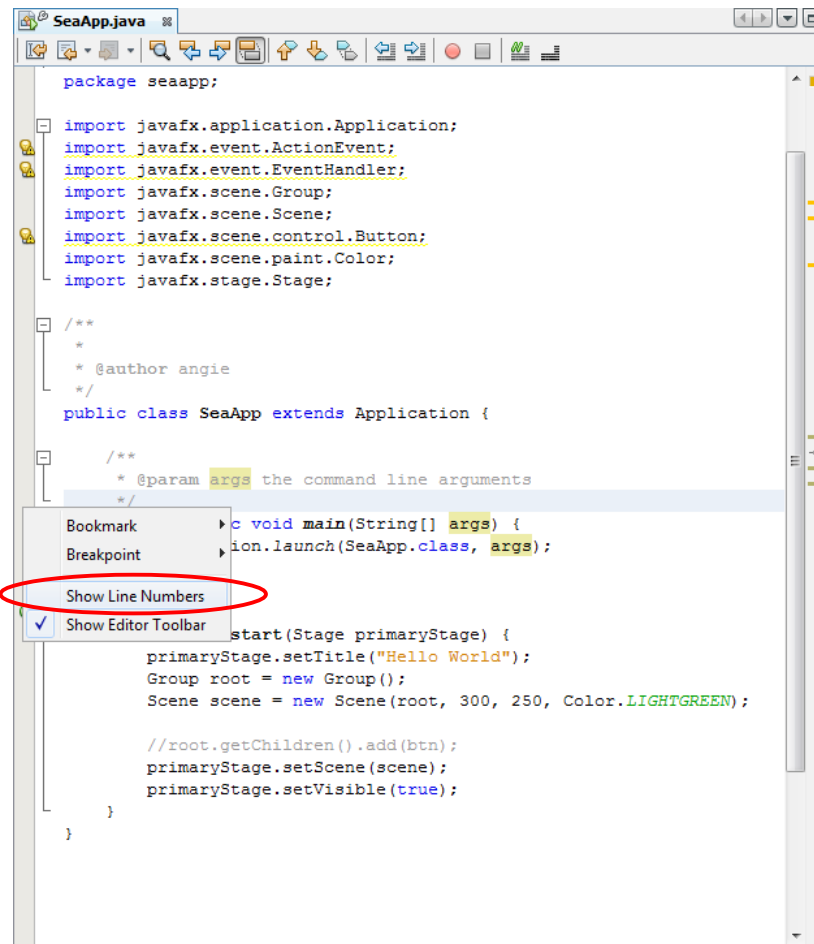 SeaApp.java
package seaapp;
import javafx.application.Application;
import javafx.event.ActionEvent;
import javafx.event.EventHandler;
import javafx.scene.Group;
import javafx.scene.Scene;
import javafx.scene.control.Button;
import javafx.scene.paint.Color;
import javafx.stage.Stage;
/**
*
* @author angie
*/
public class SeaApp extends Application {
/**
* @param args the command line arguments
*/
Bookmark
c void main(String[] args) {
Breakpoint
ion.launch(SeaApp.class, args);
Show Line Numbers
Show Editor Toolbar
start(Stage primaryStage) {
primaryStage.setTitle("Hello World");
Group root = new Group();
Scene scene = new Scene(root, 300, 250, Color.LIGHTGREEN);
//root.getChildren().add(btn);
primaryStage.setScene(scene);
primaryStage.setVisible(true);
}
}